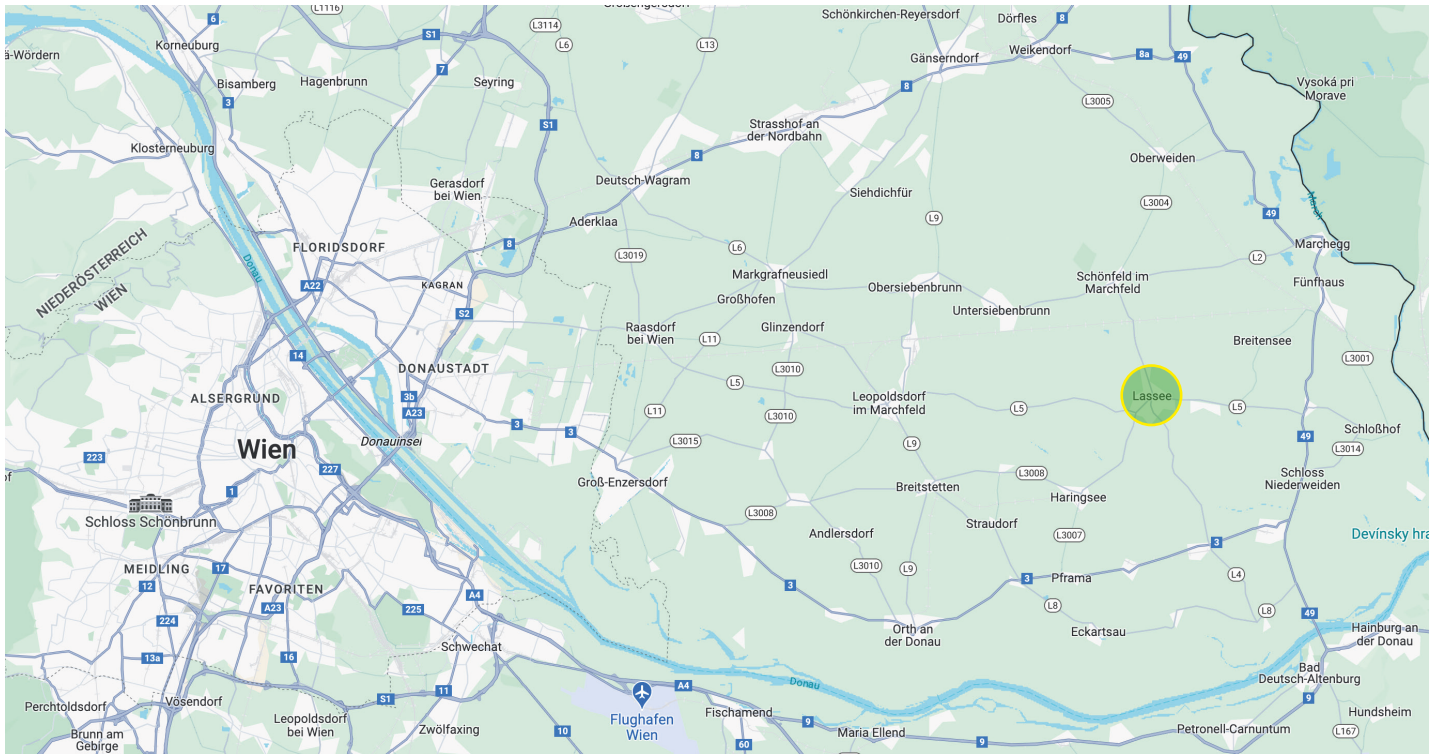 L1116
Großengersdorf
Schönkirchen-Reyersdorf
Dörfles
8
6
L3114
S1
L6
L13
Korneuburg
Weikendorf
8a
49
ä-Wördern
Gänserndorf
7
Bisamberg
Hagenbrunn
Seyring
8
Vysoká pri
Morave
3
L3005
S1
Strasshof an
der Nordbahn
Klosterneuburg
8
Oberweiden
Gerasdorf
bei Wien
Deutsch-Wagram
Siehdichfür
L3004
Morava
Aderklaa
L9
49
NIEDERÖSTERREICH
WIEN
FLORIDSDORF
8
L6
Marchegg
Donau
L3019
L2
Markgrafneusiedl
Schönfeld im
Marchfeld
Fünfhaus
A22
KAGRAN
Obersiebenbrunn
Großhofen
Untersiebenbrunn
S2
Raasdorf
bei Wien
Glinzendorf
L11
Breitensee
14
L3001
DONAUSTADT
L3010
L5
ALSERGRUND
3b
Leopoldsdorf
im Marchfeld
Lassee
A23
L11
L3010
L5
L5
3
3
Schloßhof
Wien
Donauinsel
L3015
L9
49
L3014
223
227
Groß-Enzersdorf
L3008
Schloss
Niederweiden
1
Breitstetten
Haringsee
Schloss Schönbrunn
L3008
Straudorf
Andlersdorf
L3007
Devínsky hra
3
MEIDLING
17
L3010
L9
Pframa
3
L4
12
FAVORITEN
A4
3
A23
225
L8
L8
49
224
Orth an
der Donau
Eckartsau
Hainburg an
der Donau
Schwechat
13a
16
Bad
Deutsch-Altenburg
Donau
A4
S1
11
Perchtoldsdorf
Vösendorf
Flughafen
Wien
Fischamend
9
Hundsheim
Leopoldsdorf
bei Wien
Zwölfaxing
10
9
Maria Ellend
Petronell-Carnuntum
L167
Brunn am
Gebirge
60
9